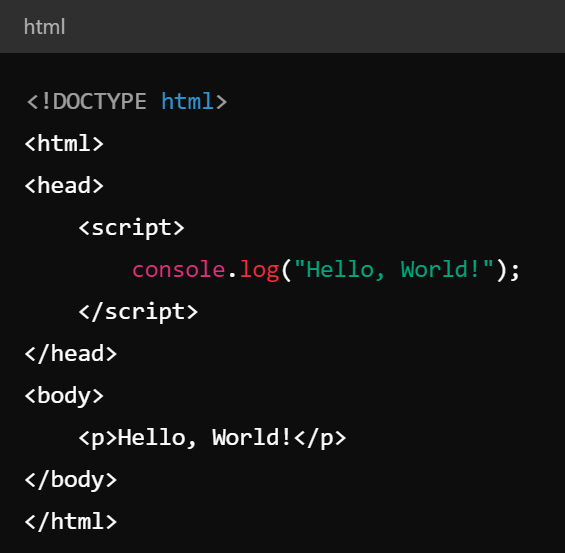 html
<!DOCTYPE html>
<html>
<head>
    <script>
        console.log("Hello, World!");
    </script>
</head>
<body>
    <p>Hello, World!</p>
</body>
</html>